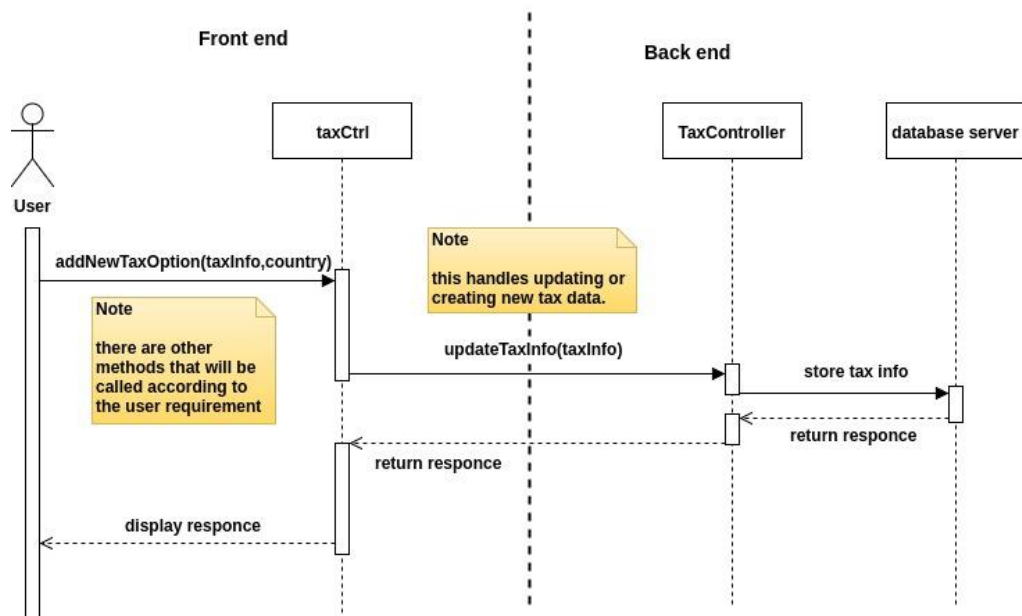 Front end
Back end
taxCtrl
TaxController
database server
User
Note
this handles updating or
creating new tax data.
addNewTaxOption(taxInfo,country)
Note
there are other
methods that will be
called according to
the user requirement
updateTaxInfo(taxInfo)
store tax info
return responce
return responce
display responce